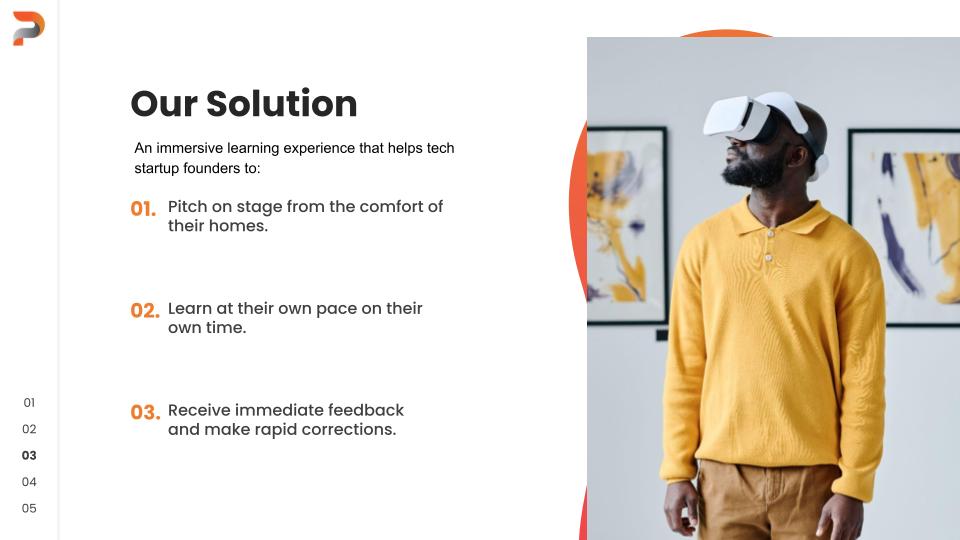 Our Solution
An immersive learning experience that helps tech
startup founders to:
01. Pitch on stage from the comfort of
their homes.
02. Learn at their own pace on their
own time.
03. Receive immediate feedback
and make rapid corrections.
01
02
03
04
05